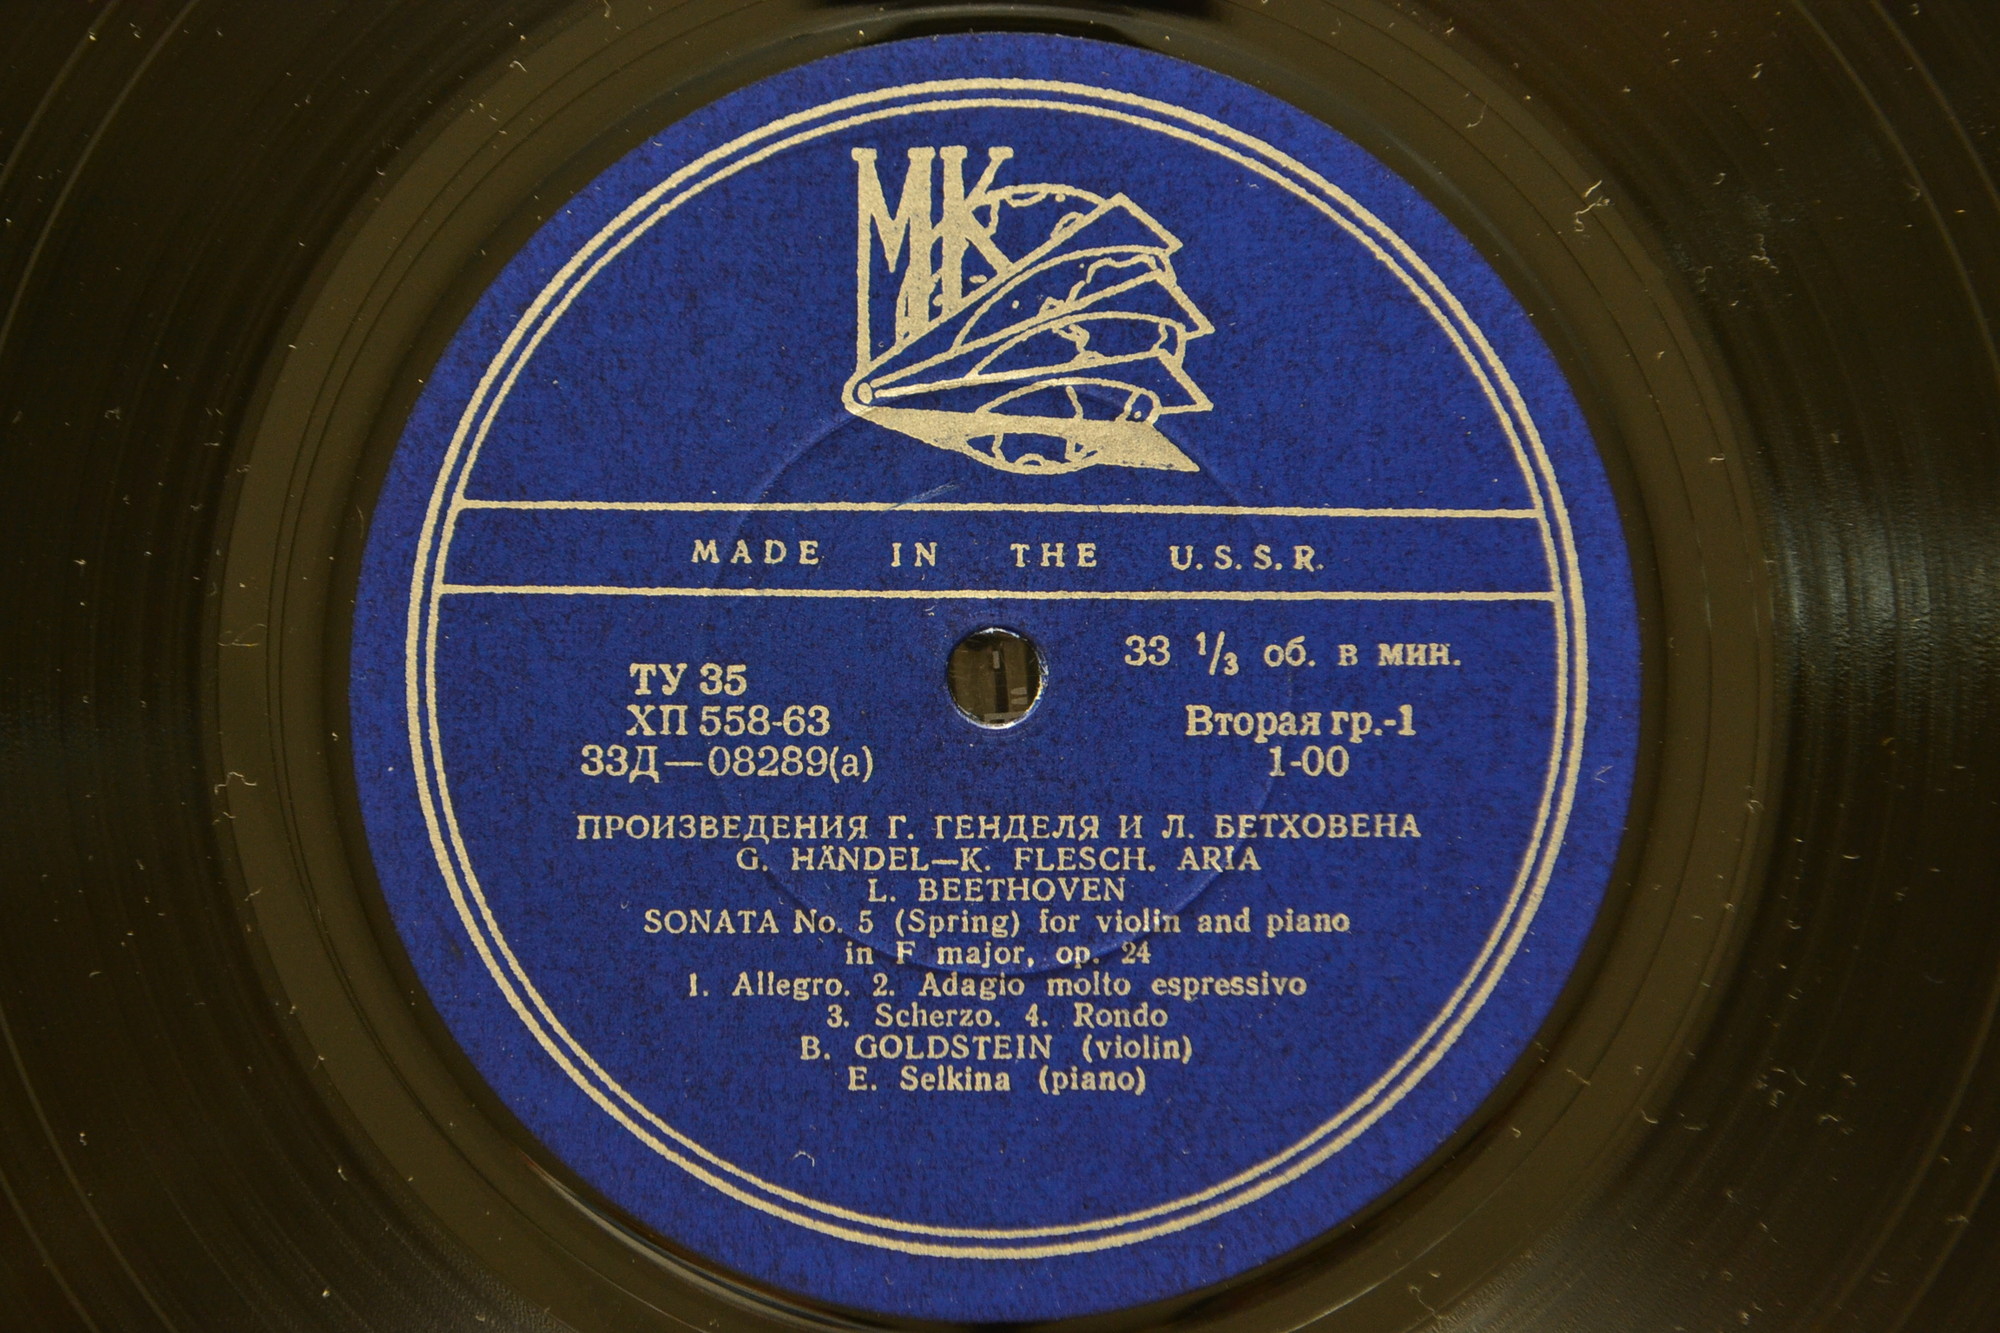 МК
MADE IN THE U.S.S.R.
33 1/3 об. в мин.
ТУ 35
ХП 558-63
Вторая гр.-1
33Д—08289(а)
1-00
ПРОИЗВЕДЕНИЯ Г. ГЕНДЕЛЯ И Л. БЕТХОВЕНА
G. HÄNDEL—K. FLESCH. ARIA
L. BEETHOVEN
SONATA No. 5 (Spring) for violin and piano
in F major, op. 24
1. Allegro. 2. Adagio molto espressivo
3. Scherzo. 4. Rondo
B. GOLDSTEIN (violin)
E. Selkina (piano)